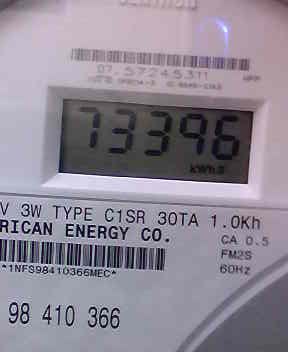 07.57245311
73396
kWhs
V 3W TYPE C1SR 30TA 1.0Kh
RICAN ENERGY CO.
CA 0.5
FM2S
60Hz
*1NFS98410366MEC*
98 410 366